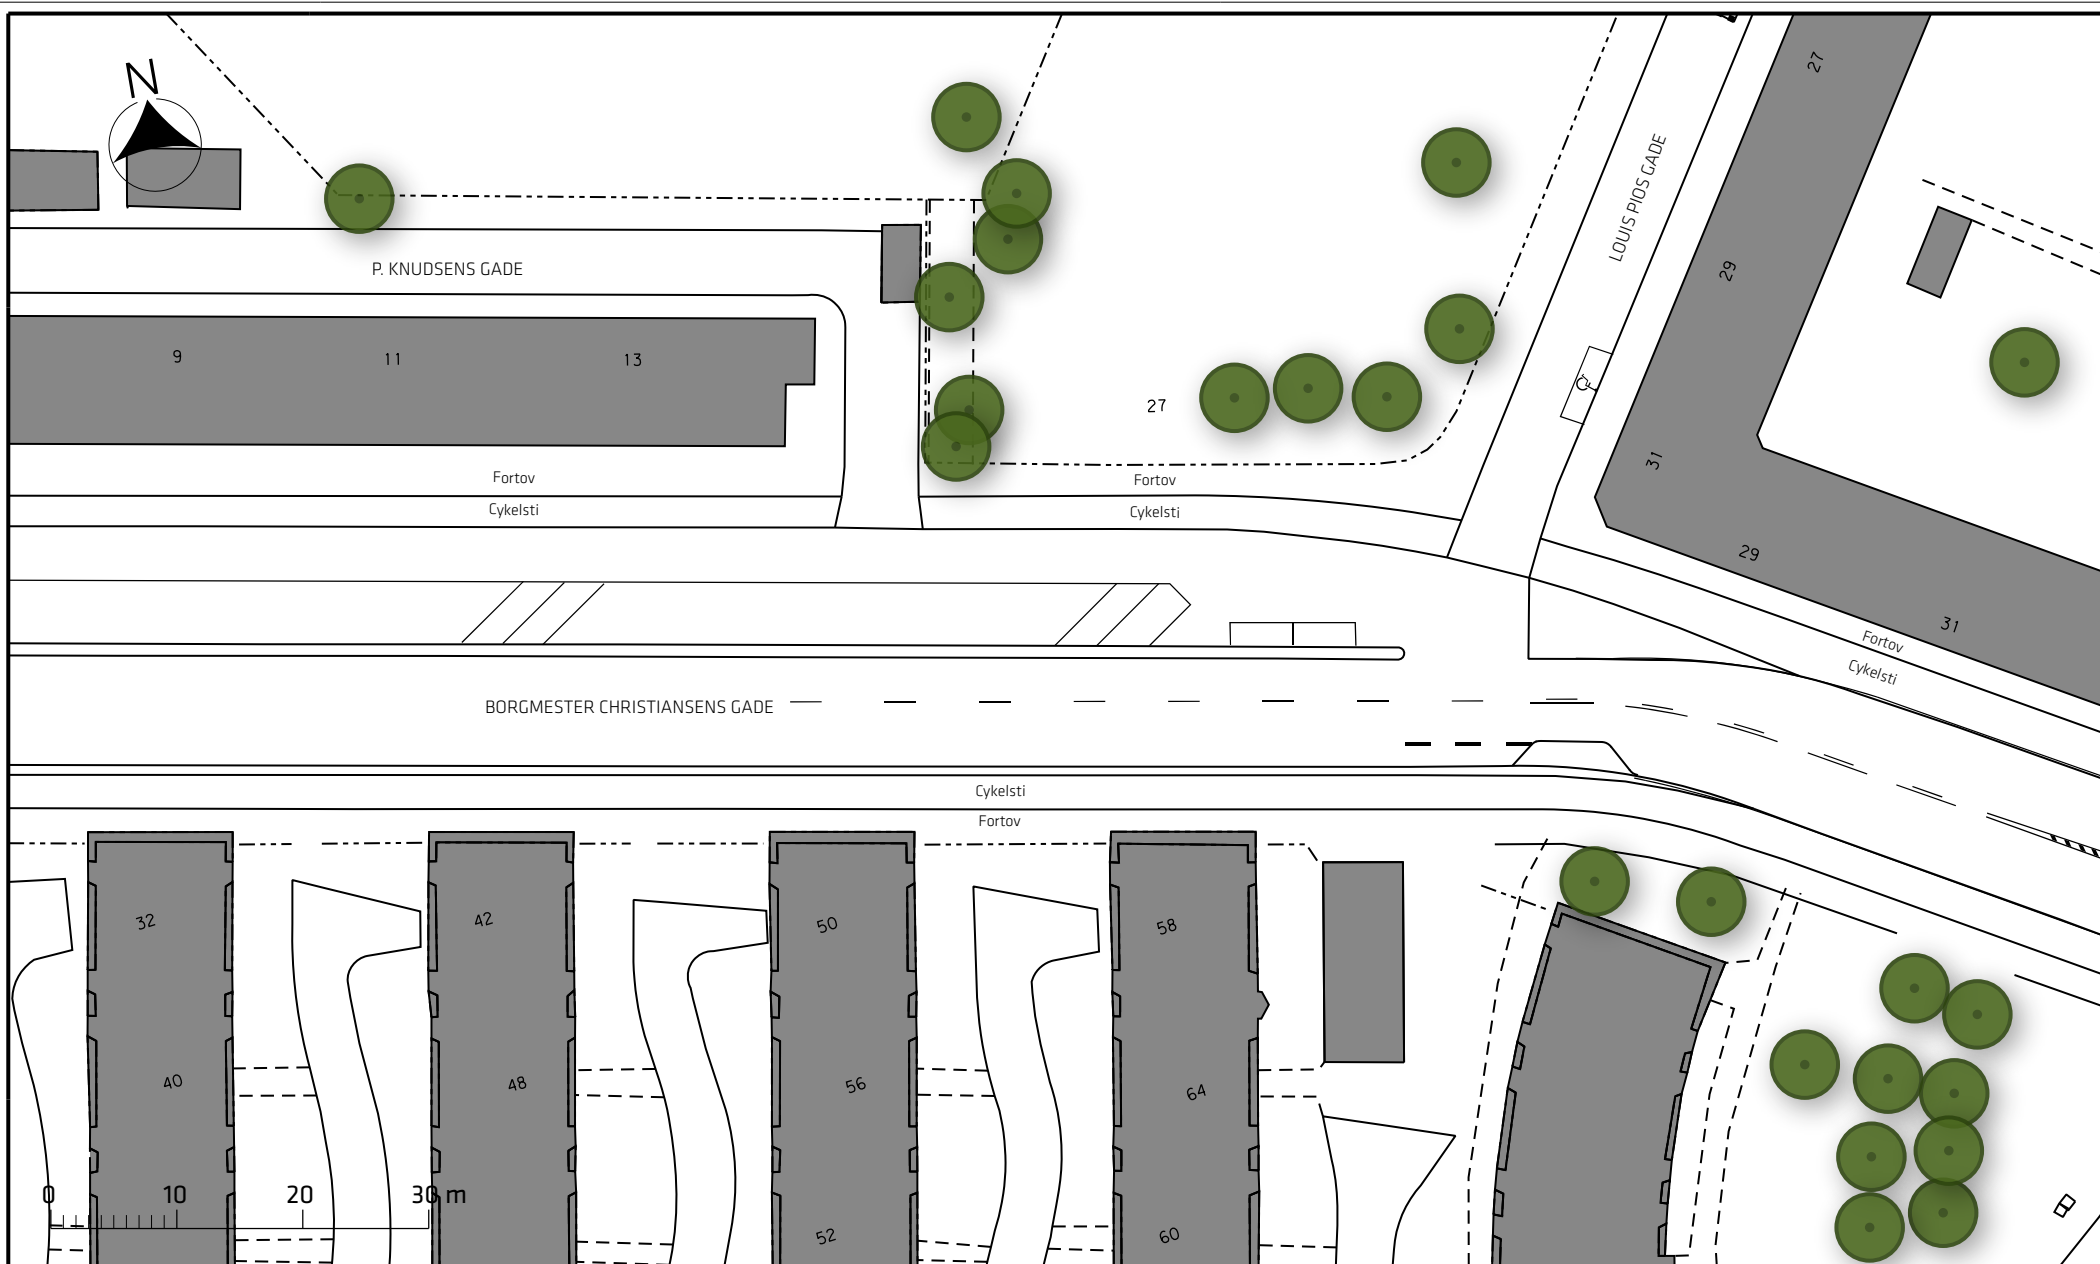 N
27
LOUIS PIOS GADE
29
P. KNUDSENS GADE
9
11
13
27
31
Fortov
Fortov
Cykelsti
Cykelsti
29
31
Fortov
Cykelsti
BORGMESTER CHRISTIANSENS GADE
Cykelsti
Fortov
32
42
50
58
40
48
56
64
0
10
20
30 m
52
60